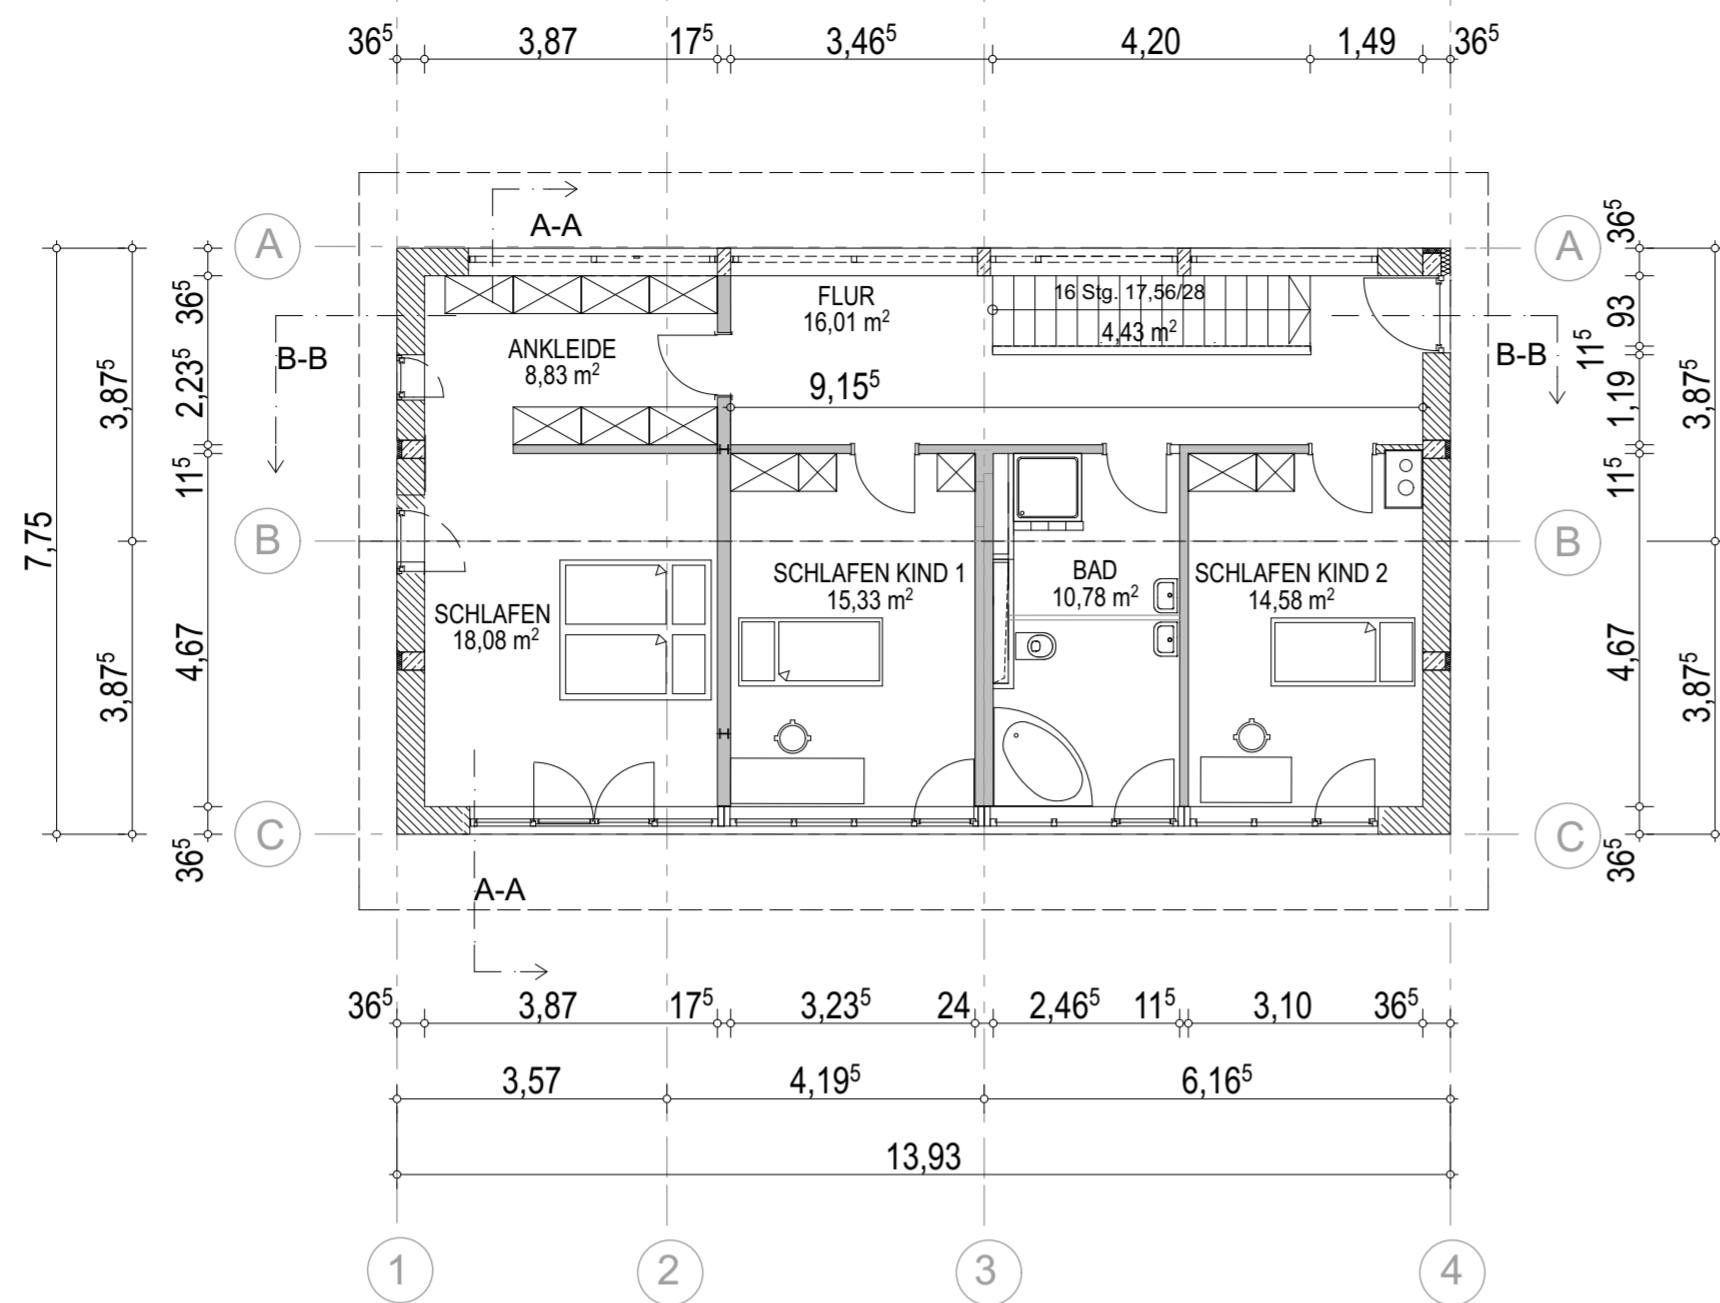 36⁵ 3,87 17⁵ 3,46⁵ 4,20 1,49 36⁵
A-A
A
A
36⁵
36⁵
93
11⁵
FLUR
16,01 m²
16 Stg. 17,56/28
4,43 m²
B-B
B-B
ANKLEIDE
8,83 m²
2,23⁵
3,87⁵
9,15⁵
1,19
3,87⁵
11⁵
11⁵
7,75
B
B
SCHLAFEN
18,08 m²
SCHLAFEN KIND 1
15,33 m²
BAD
10,78 m²
SCHLAFEN KIND 2
14,58 m²
4,67
3,87⁵
4,67
3,87⁵
C
C
36⁵
36⁵
A-A
36⁵ 3,87 17⁵ 3,23⁵ 24 2,46⁵ 11⁵ 3,10 36⁵
3,57 4,19⁵ 6,16⁵
13,93
1 2 3 4